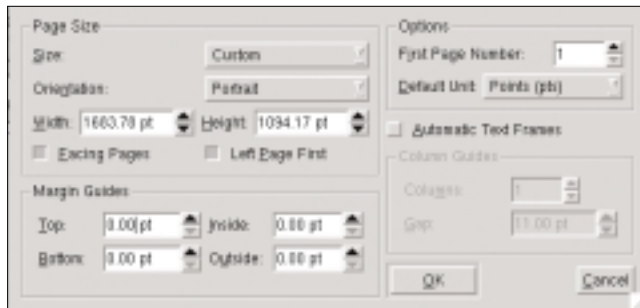 Page Size
Size: Custom
Orientation: Portrait
Width: 1683.78 pt Height: 1094.17 pt
Facing Pages Left Page First
Margin Guides
Top: 0.00 pt Inside: 0.00 pt
Bottom: 0.00 pt Outside: 0.00 pt
Options
First Page Number: 1
Default Unit: Points (pts)
Automatic Text Frames
Column Guides
Columns: 1
Gap: 11.00 pt
OK Cancel